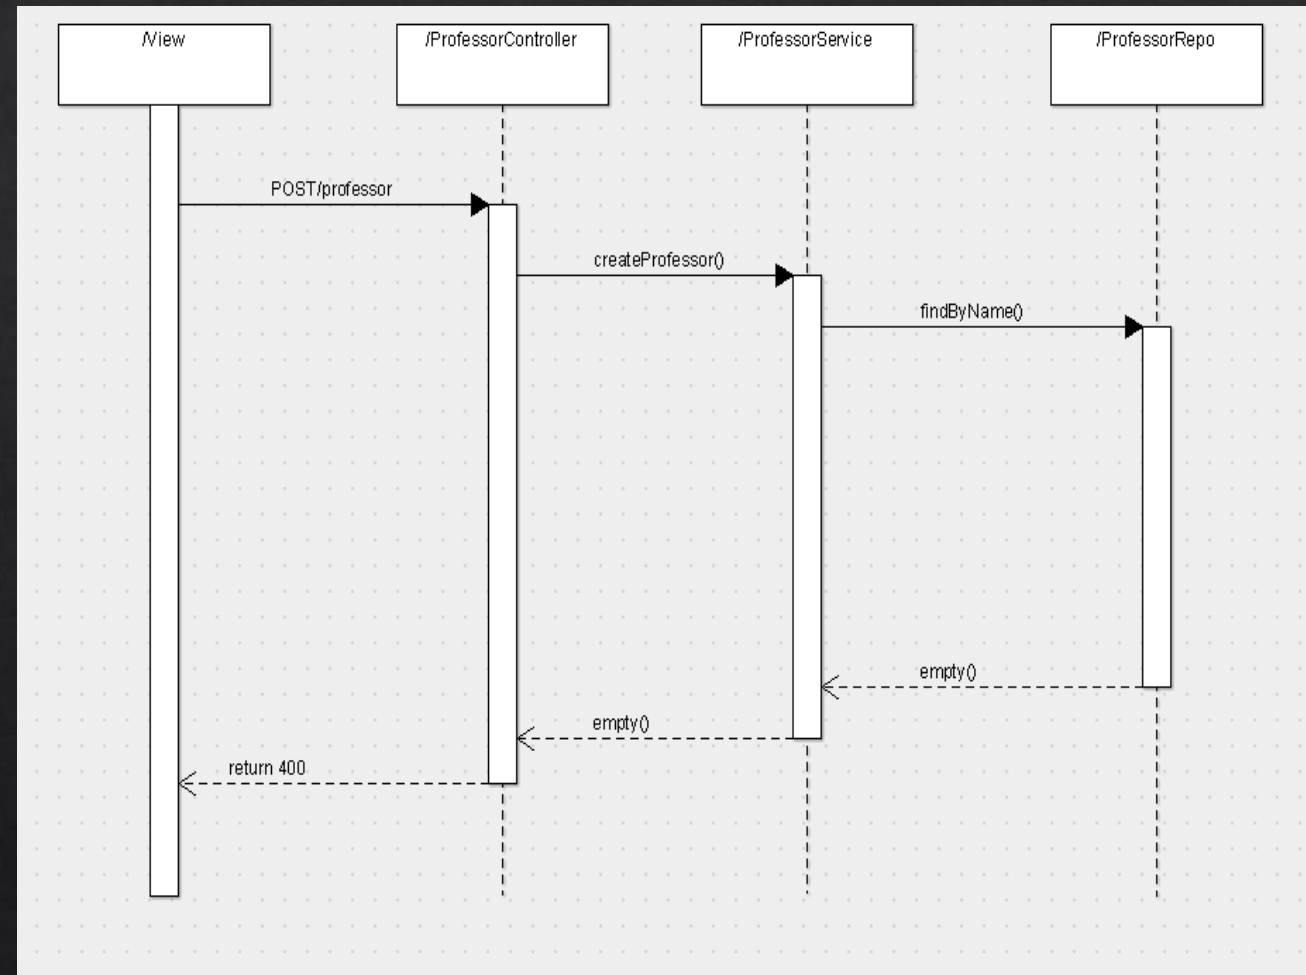 /View
/ProfessorController
/ProfessorService
/ProfessorRepo
POST/professor
createProfessor()
findByName()
empty()
empty()
return 400